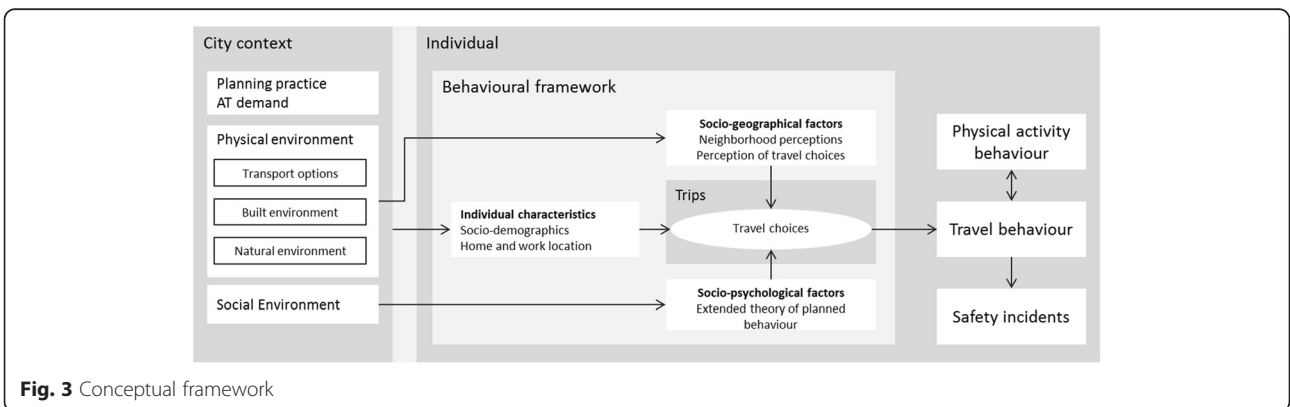 City context
Planning practice
AT demand
Physical environment
Transport options
Built environment
Natural environment
Social Environment
Individual
Behavioural framework
Socio-geographical factors
Neighborhood perceptions
Perception of travel choices
Individual characteristics
Socio-demographics
Home and work location
Trips
Travel choices
Socio-psychological factors
Extended theory of planned
behaviour
Physical activity
behaviour
Travel behaviour
Safety incidents
Fig. 3 Conceptual framework